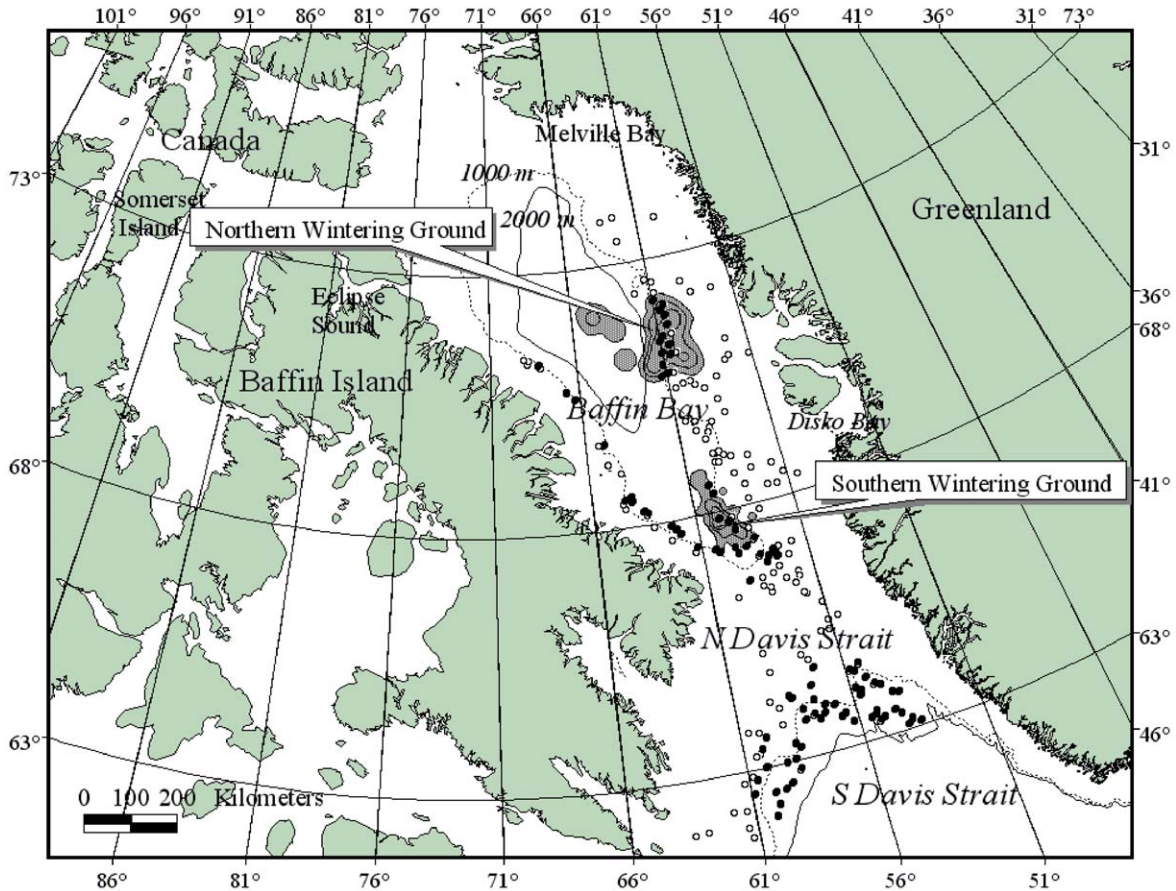 101° 96° 91° 86° 81° 76° 71° 66° 61° 56° 51° 46° 41° 36° 31° 73°
Melville Bay
31°
Canada
1000 m
73°
Somerset
Island
2000 m
Greenland
Northern Wintering Ground
36°
Eclipse
Sound
68°
Baffin Island
Baffin Bay
Disko Bay
68°
Southern Wintering Ground
41°
N Davis Strait
63°
63°
46°
0 100 200 Kilometers
S Davis Strait
86° 81° 76° 71° 66° 61° 56° 51°